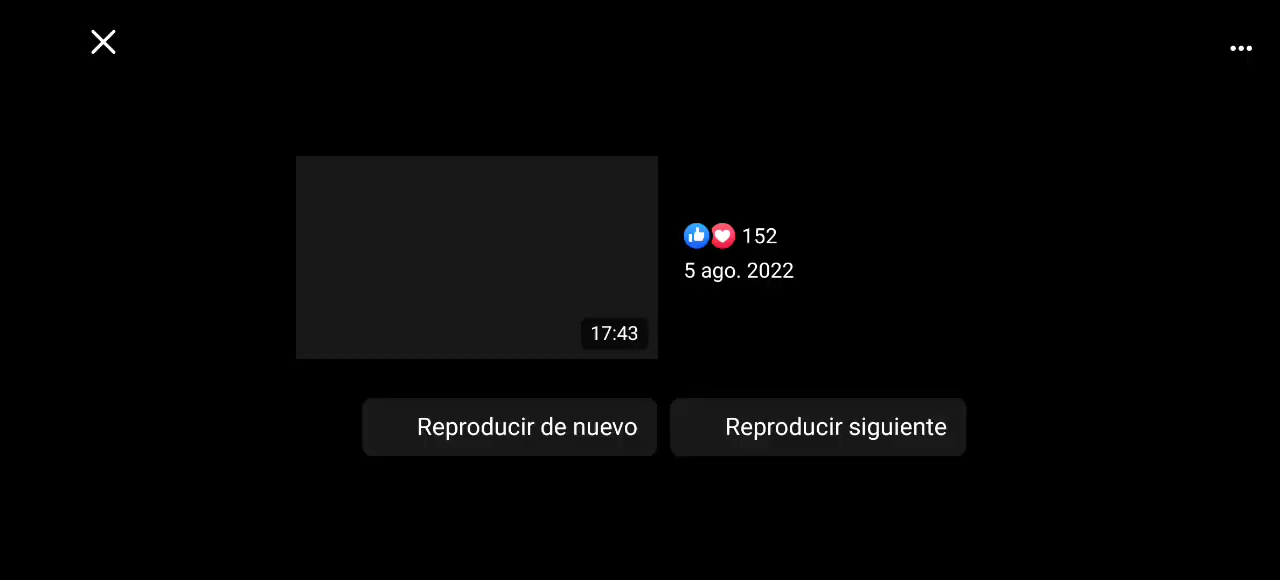 152
5 ago. 2022
17:43
Reproducir de nuevo
Reproducir siguiente